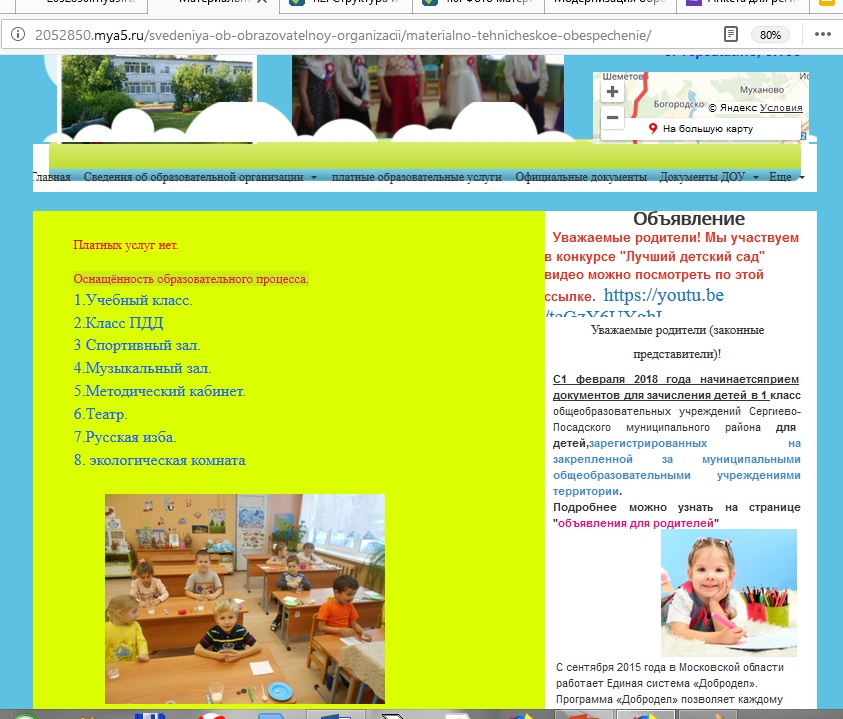 2052850.mya5.ru/svedeniya-ob-obrazovatelnoy-organizacii/materialno-tehnicheskoe-obespechenie/
80%
Шеметово
Муханово
Богородско
© Яндекс Условия
На большую карту
Главная Сведения об образовательной организации платные образовательные услуги Официальные документы Документы ДОУ Еще
Платных услуг нет.
Оснащённость образовательного процесса.
1.Учебный класс.
2.Класс ПДД
3 Спортивный зал.
4.Музыкальный зал.
5.Методический кабинет.
6.Театр.
7.Русская изба.
8. экологическая комната
Объявление
Уважаемые родители! Мы участвуем
в конкурсе "Лучший детский сад"
видео можно посмотреть по этой
ссылке. https://youtu.be
Уважаемые родители (законные
представители)!
С1 февраля 2018 года начинаетсяприем
документов для зачисления детей в 1 класс
общеобразовательных учреждений Сергиево-
Посадского муниципального района для
детей,зарегистрированных на
закрепленной за муниципальными
общеобразовательными учреждениями
территории.
Подробнее можно узнать на странице
"объявления для родителей"
С сентября 2015 года в Московской области
работает Единая система «Добродел».
Программа «Добродел» позволяет каждому